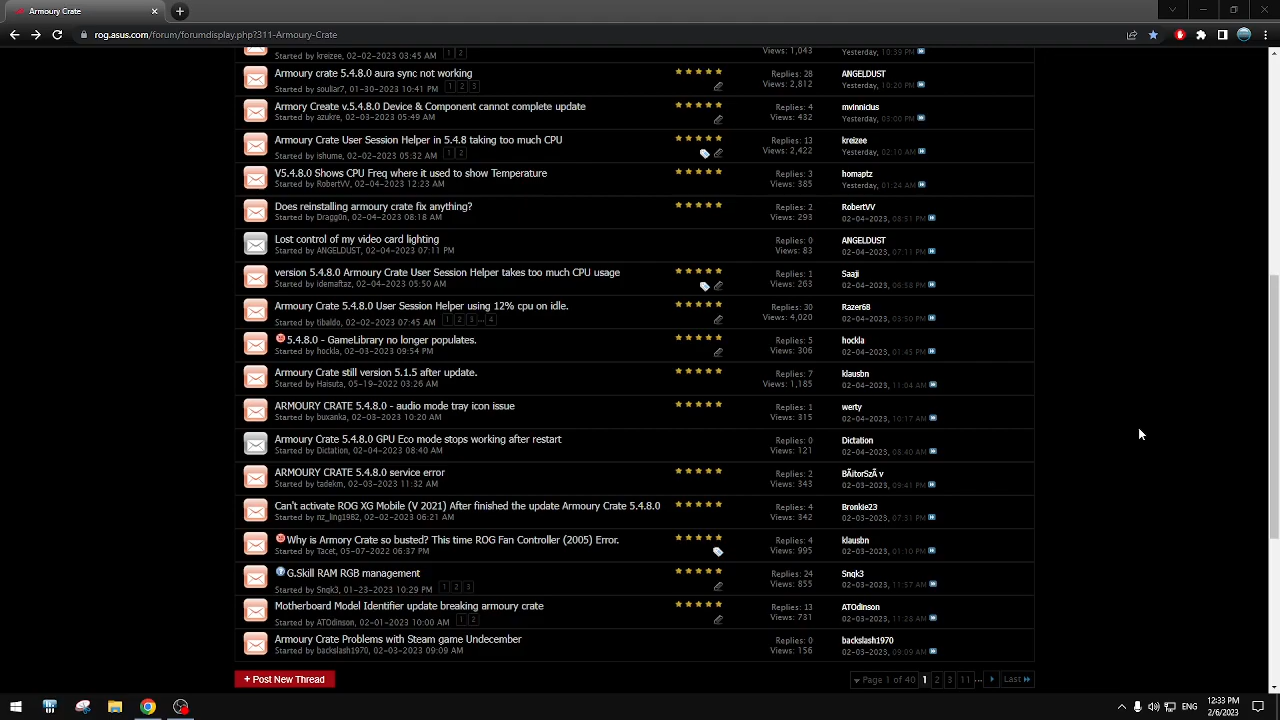 Armoury Crate
rog.asus.com/forum/forumdisplay.php?311-Armoury-Crate
Started by kreizee, 02-02-2023 03:45 AM 1 2
Views: 1,043
Yesterday, 10:39 PM
Armoury crate 5.4.8.0 aura sync not working
Started by souliar7, 01-30-2023 10:41 PM 1 2 3
Replies: 28
Views: 2,812
ANGELDUST
Yesterday, 10:20 PM
Armory Create v.5.4.8.0 Device & Component cannot complete update
Started by azukre, 02-03-2023 05:49 AM
Replies: 4
Views: 432
mvinnicius
Yesterday, 03:00 PM
Armoury Crate User Session Helper in 5.4.8 taking too much CPU
Started by ishume, 02-02-2023 05:32 AM 1 2
Replies: 13
Views: 2,422
kreizee
Yesterday, 02:10 AM
V5.4.8.0 Shows CPU Freq where it used to show Temperature
Started by RobertVV, 02-04-2023 12:23 AM
Replies: 3
Views: 385
homaptz
Yesterday, 01:24 AM
Does reinstalling armoury crate fix anything?
Started by Dragg0n, 02-04-2023 08:18 AM
Replies: 2
Views: 293
RobertVV
02-04-2023, 08:51 PM
Lost control of my video card lighting
Started by ANGELDUST, 02-04-2023 07:11 PM
Replies: 0
Views: 83
ANGELDUST
02-04-2023, 07:11 PM
version 5.4.8.0 Armoury Crate User Session Helper takes too much CPU usage
Started by idemaftaz, 02-04-2023 05:50 AM
Replies: 1
Views: 263
Saaji
02-04-2023, 06:58 PM
Armoury Crate 5.4.8.0 User Session Helper using 12% cpu on idle.
Started by tibaldo, 02-02-2023 07:45 AM 1 2 3 ... 4
Replies: 30
Views: 4,020
Razer68
02-04-2023, 03:50 PM
5.4.8.0 - GameLibrary no longer populates.
Started by hockla, 02-03-2023 09:54 PM
Replies: 5
Views: 306
hockla
02-04-2023, 01:45 PM
Armoury Crate still version 5.1.5 after update.
Started by Haisuta, 05-19-2022 03:26 AM
Replies: 7
Views: 1,185
klausbn
02-04-2023, 11:04 AM
ARMOURY CRATE 5.4.8.0 - audio mode tray icon issue
Started by buxanka, 02-03-2023 10:20 AM
Replies: 1
Views: 315
werty
02-04-2023, 10:17 AM
Armoury Crate 5.4.8.0 GPU Eco mode stops working after restart
Started by Dictation, 02-04-2023 08:40 AM
Replies: 0
Views: 121
Dictation
02-04-2023, 08:40 AM
ARMOURY CRATE 5.4.8.0 service error
Started by tadekm, 02-03-2023 11:32 AM
Replies: 2
Views: 343
BÃ­torSzÃ v
02-03-2023, 09:41 PM
Can't activate ROG XG Mobile (V 2021) After finished the update Armoury Crate 5.4.8.0
Started by nz_ling1982, 02-02-2023 06:21 AM
Replies: 4
Views: 342
Bronkie23
02-03-2023, 07:31 PM
Why is Armory Crate so busted? This time ROG Fan Controller (2005) Error.
Started by Tacet, 05-07-2022 06:37 PM
Replies: 4
Views: 995
klausbn
02-03-2023, 01:10 PM
G.Skill RAM RGB management
Started by Snqk3, 01-23-2023 10:29 PM 1 2 3
Replies: 24
Views: 855
Snqk3
02-03-2023, 11:57 AM
Motherboard Model Identifier update breaking armoury crate
Started by ATOdinson, 02-01-2023 10:00 AM 1 2
Replies: 13
Views: 731
ATOdinson
02-03-2023, 11:28 AM
Armoury Crate Problems with Steam game Undecember
Started by backslash1970, 02-03-2023 09:09 AM
Replies: 0
Views: 156
backslash1970
02-03-2023, 09:09 AM
+ Post New Thread
Page 1 of 40 1 2 3 11 ... Last
ENG
12:33 PM
2/6/2023